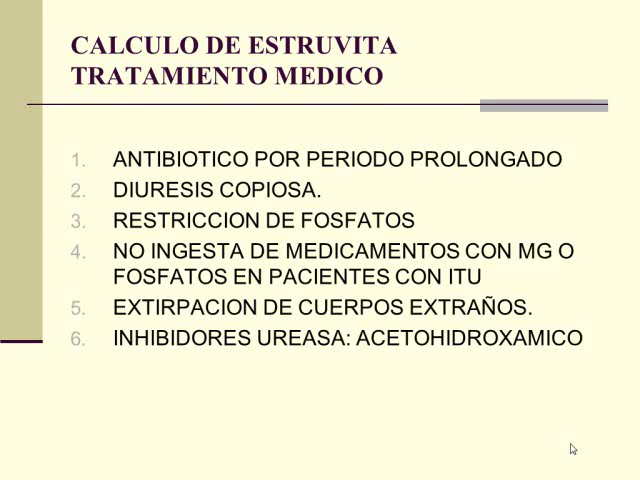 CALCULO DE ESTRUVITA
TRATAMIENTO MEDICO
1. ANTIBIOTICO POR PERIODO PROLONGADO
2. DIURESIS COPIOSA.
3. RESTRICCION DE FOSFATOS
4. NO INGESTA DE MEDICAMENTOS CON MG O
FOSFATOS EN PACIENTES CON ITU
5. EXTIRPACION DE CUERPOS EXTRAÑOS.
6. INHIBIDORES UREASA: ACETOHIDROXAMICO